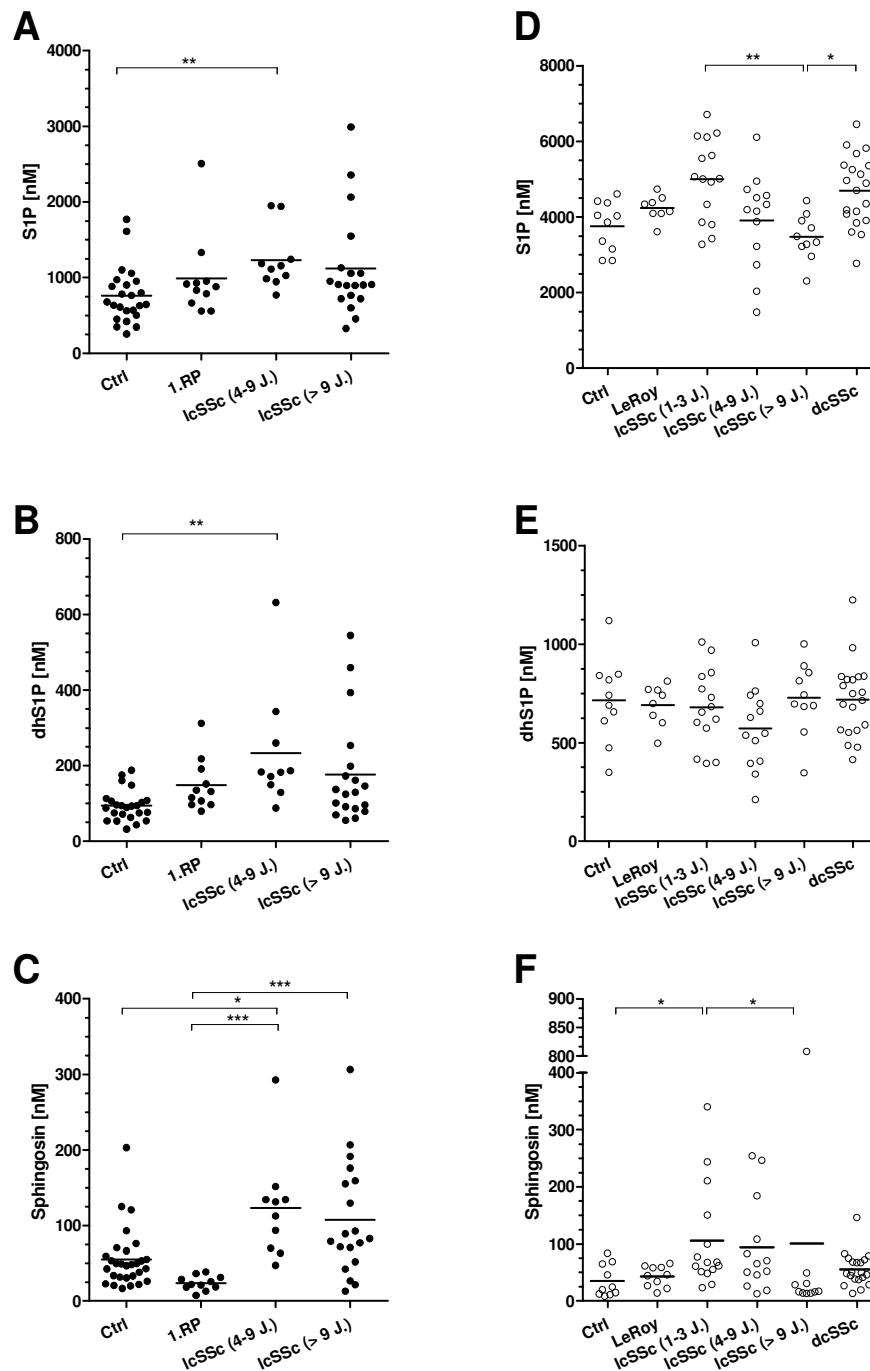 A
S1P [nM]
4000
3000
2000
1000
0
**
Ctrl
1.RP
lcSSc (4-9 J.)
lcSSc (> 9 J.)
D
S1P [nM]
8000
6000
4000
2000
0
**
*
Ctrl
LeRoy
lcSSc (1-3 J.)
lcSSc (4-9 J.)
lcSSc (> 9 J.)
dcSSc
B
dhS1P [nM]
800
600
400
200
0
**
Ctrl
1.RP
lcSSc (4-9 J.)
lcSSc (> 9 J.)
E
dhS1P [nM]
1500
1000
500
0
Ctrl
LeRoy
lcSSc (1-3 J.)
lcSSc (4-9 J.)
lcSSc (> 9 J.)
dcSSc
C
Sphingosin [nM]
400
300
200
100
0
***
*
***
Ctrl
1.RP
lcSSc (4-9 J.)
lcSSc (> 9 J.)
F
Sphingosin [nM]
900
800
400
300
200
100
0
*
*
Ctrl
LeRoy
lcSSc (1-3 J.)
lcSSc (4-9 J.)
lcSSc (> 9 J.)
dcSSc